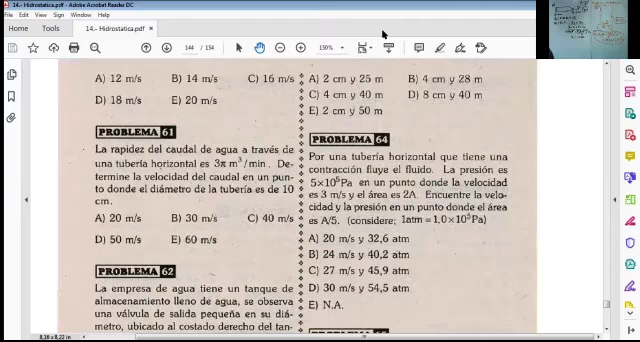 14.- Hidrostatica.pdf - Adobe Acrobat Reader DC
File Edit View Sign Window Help
Home Tools 14.- Hidrostatica.pdf ×
144 / 154 150%
A) 12 m/s B) 14 m/s C) 16 m/s
D) 18 m/s E) 20 m/s
PROBLEMA 61
La rapidez del caudal de agua a través de
una tubería horizontal es 3π m³/min. De-
termine la velocidad del caudal en un pun-
to donde el diámetro de la tubería es de 10
cm.
A) 20 m/s B) 30 m/s C) 40 m/s
D) 50 m/s E) 60 m/s
PROBLEMA 62
La empresa de agua tiene un tanque de
almacenamiento lleno de agua, se observa
una válvula de salida pequeña en su diá-
metro, ubicado al costado derecho del tan-
A) 2 cm y 25 m B) 4 cm y 28 m
C) 4 cm y 40 m D) 8 cm y 40 m
E) 2 cm y 50 m
PROBLEMA 64
Por una tubería horizontal que tiene una
contracción fluye el fluido. La presión es
5×10⁵Pa en un punto donde la velocidad
es 3 m/s y el área es 2A. Encuentre la velo-
cidad y la presión en un punto donde el área
es A/5. (considere; 1atm = 1,0×10⁵Pa)
A) 20 m/s y 32,6 atm
B) 24 m/s y 40,2 atm
C) 27 m/s y 45,9 atm
D) 30 m/s y 54,5 atm
E) N.A.
8,16 x 8,22 in